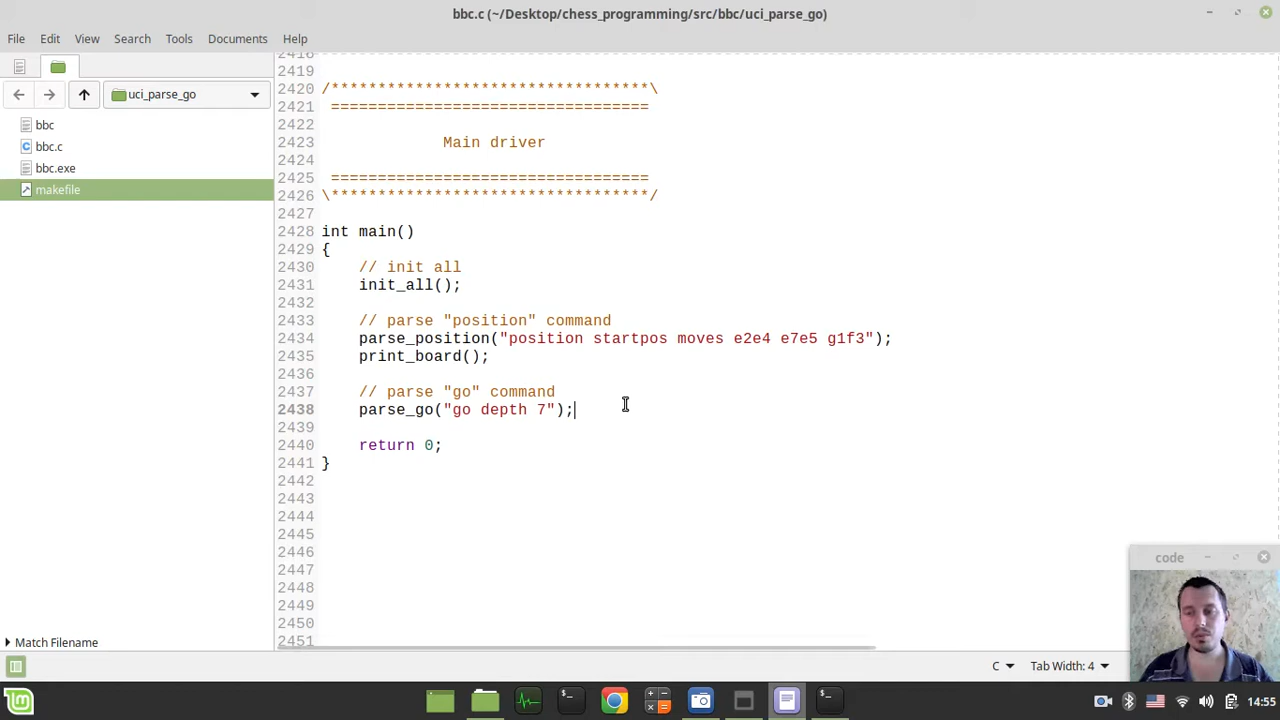 bbc.c (~/Desktop/chess_programming/src/bbc/uci_parse_go)
File Edit View Search Tools Documents Help
uci_parse_go
bbc
bbc.c
bbc.exe
makefile
2418
2419
2420 /**********************************\
2421 ==================================
2422
2423 Main driver
2424
2425 ==================================
2426 \**********************************/
2427
2428 int main()
2429 {
2430 // init all
2431 init_all();
2432
2433 // parse "position" command
2434 parse_position("position startpos moves e2e4 e7e5 g1f3");
2435 print_board();
2436
2437 // parse "go" command
2438 parse_go("go depth 7");
2439
2440 return 0;
2441 }
2442
2443
2444
2445
2446
2447
2448
2449
2450
2451
code
Match Filename
C Tab Width: 4
14:55